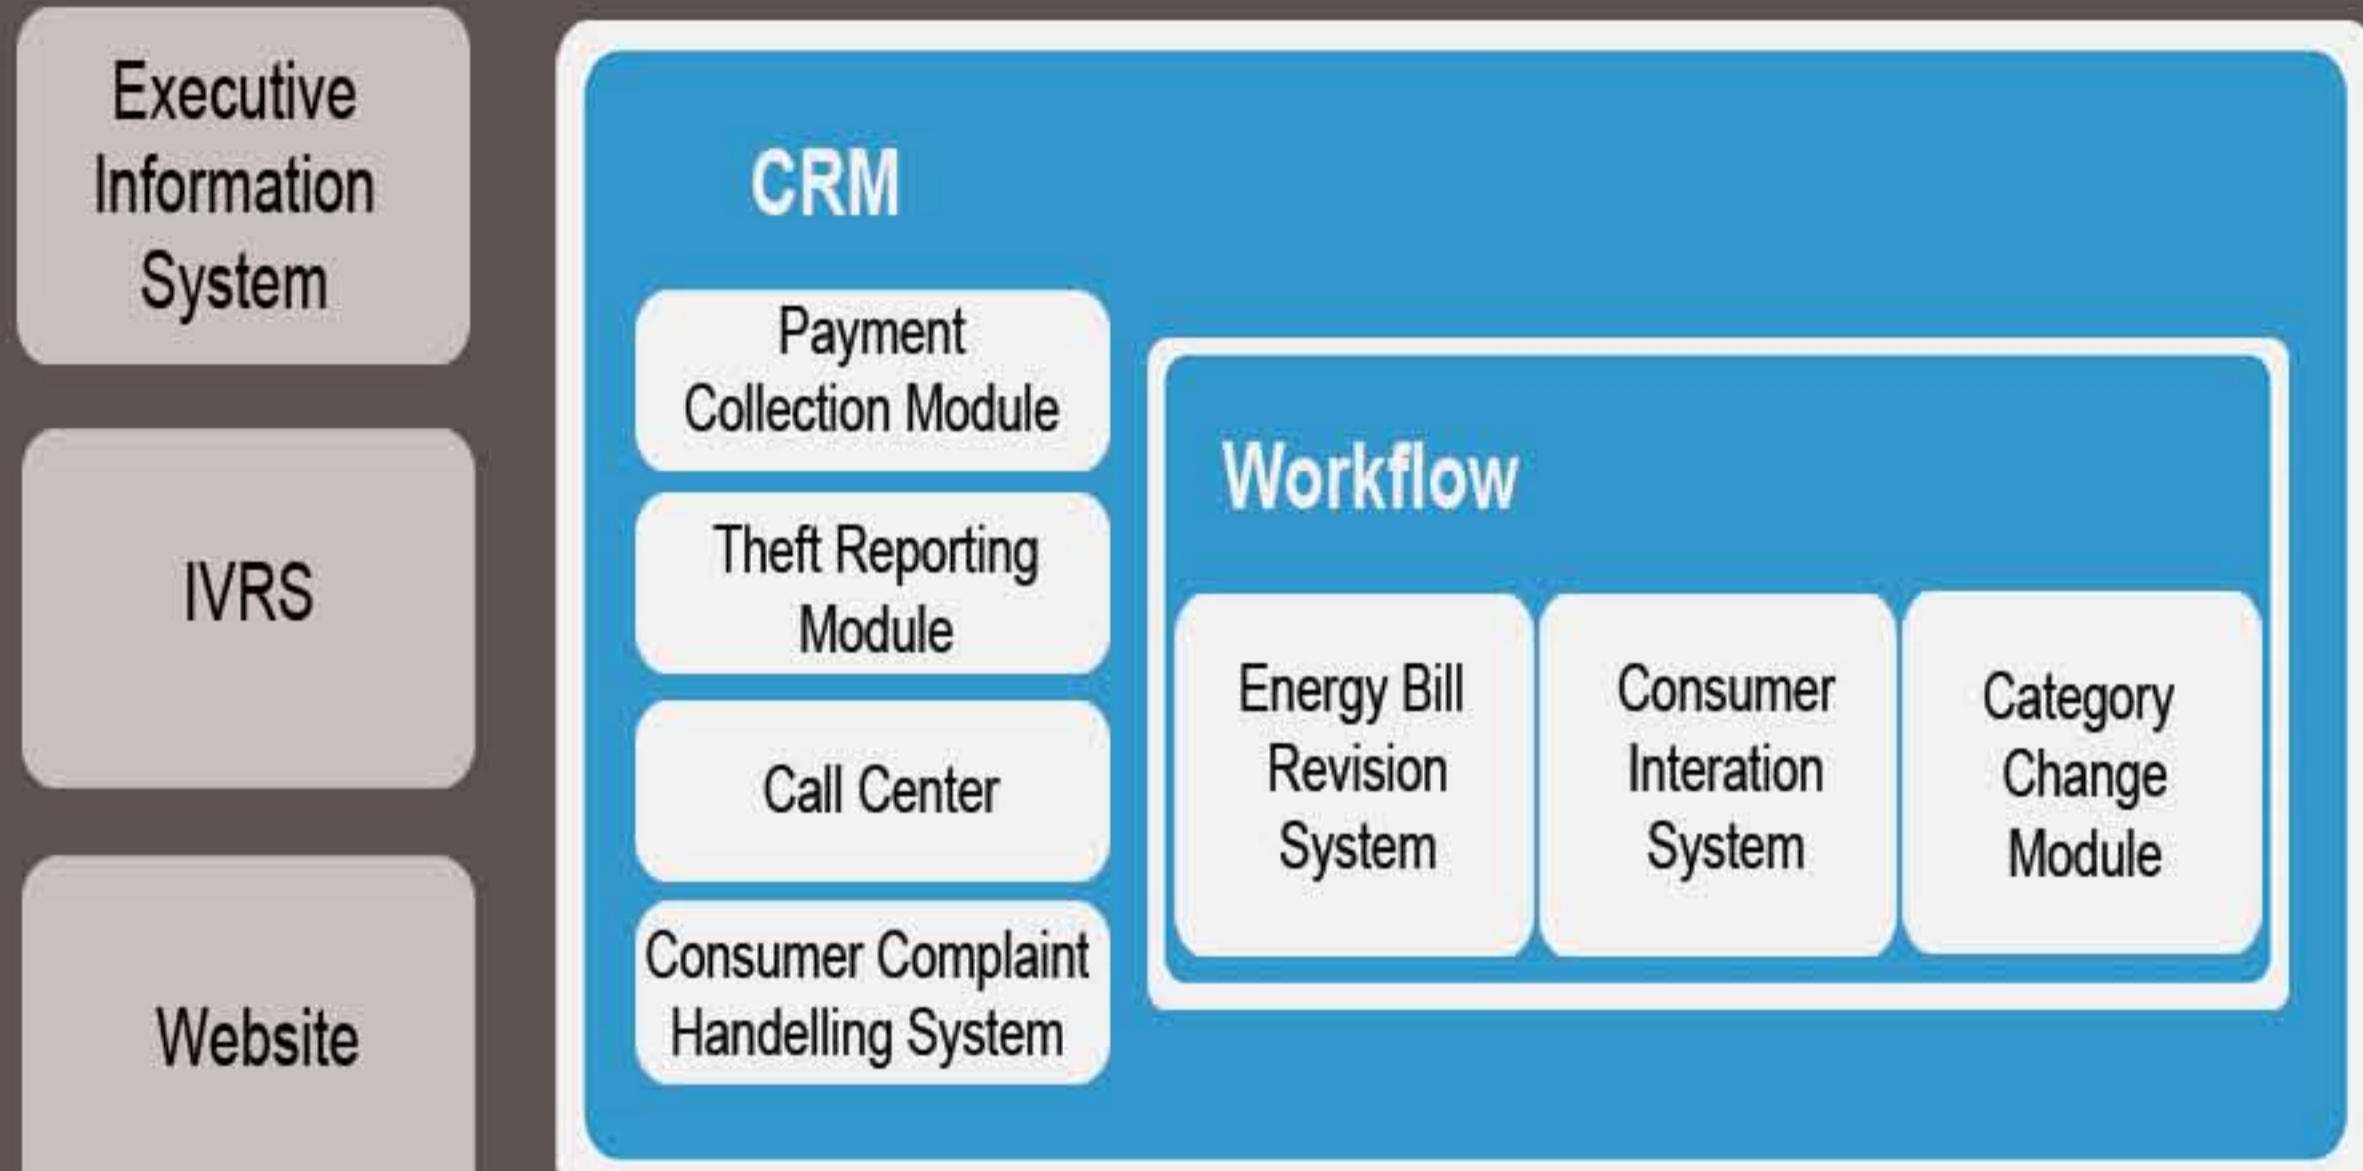 Executive
Information
System
IVRS
Website
CRM
Payment
Collection Module
Theft Reporting
Module
Call Center
Consumer Complaint
Handelling System
Workflow
Energy Bill
Revision
System
Consumer
Interation
System
Category
Change
Module